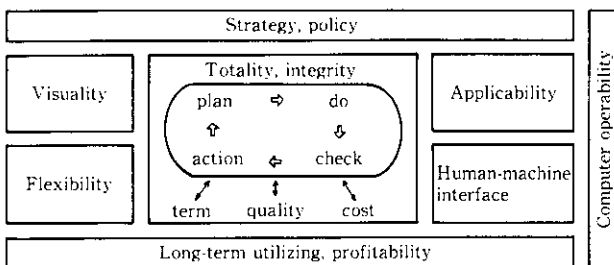 Strategy, policy
Visuality
Flexibility
Totality, integrity
plan do
action check
term quality cost
Applicability
Human-machine
interface
Long-term utilizing, profitability
Computer operability